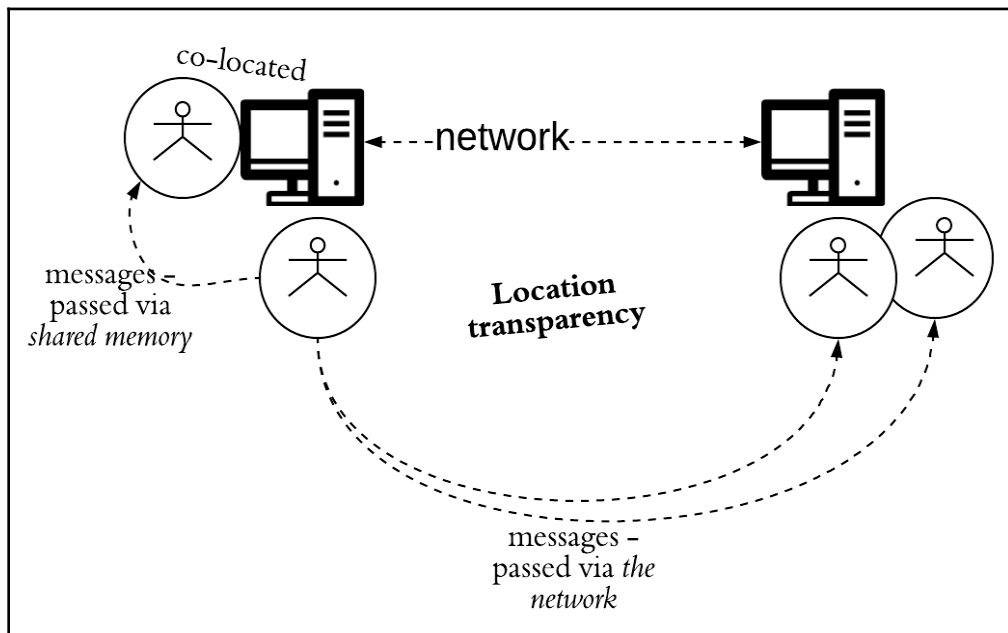 co-located
network
messages –
passed via
shared memory
Location
transparency
messages –
passed via the
network